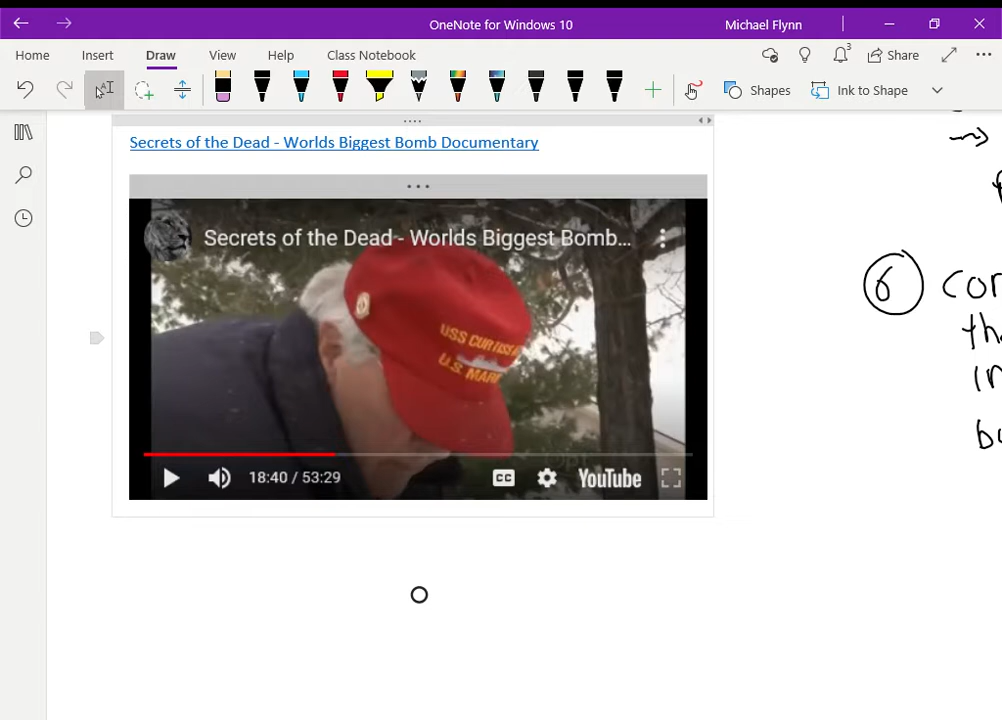 OneNote for Windows 10
Michael Flynn
Home Insert Draw Document View Help Class Notebook
3
Share
Shapes
Ink to Shape
Secrets of the Dead - Worlds Biggest Bomb Documentary
Secrets of the Dead - Worlds Biggest Bomb...
USS
U.S.
18:40 / 53:29
CC
YouTube
6